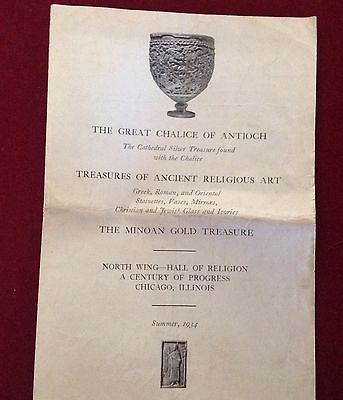 THE GREAT CHALICE OF ANTIOCH
The Cathedral Silver Treasure found
with the Chalice
TREASURES OF ANCIENT RELIGIOUS ART
Greek, Roman, and Oriental
Statuettes, Vases, Mirrors,
Christian and Jewish Glass and Ivories
THE MINOAN GOLD TREASURE
NORTH WING—HALL OF RELIGION
A CENTURY OF PROGRESS
CHICAGO, ILLINOIS
Summer, 1934